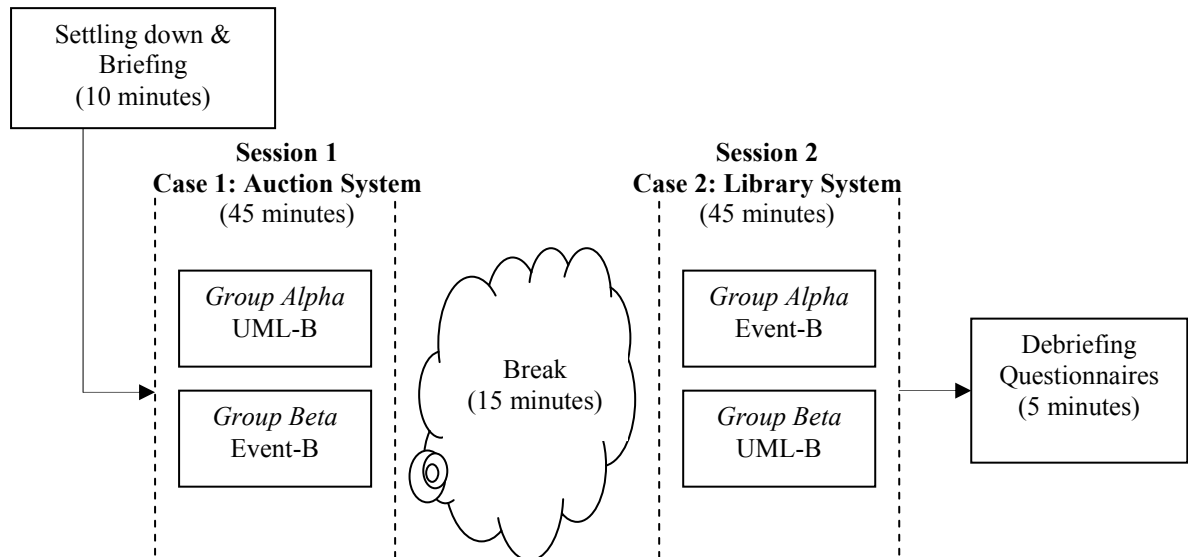 Settling down &
Briefing
(10 minutes)
Session 1
Case 1: Auction System
(45 minutes)
Group Alpha
UML-B
Group Beta
Event-B
Break
(15 minutes)
Session 2
Case 2: Library System
(45 minutes)
Group Alpha
Event-B
Group Beta
UML-B
Debriefing
Questionnaires
(5 minutes)